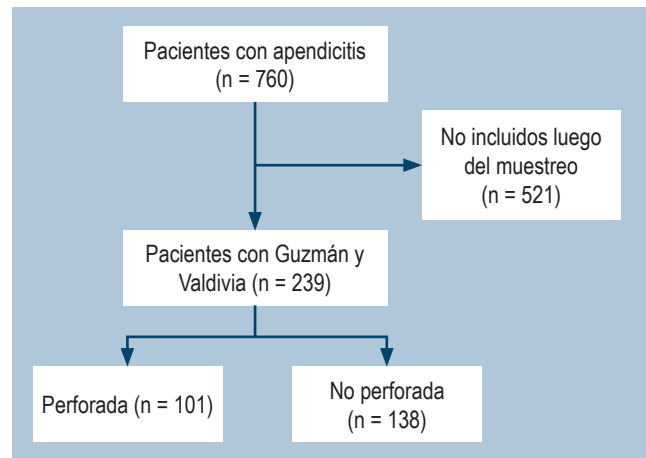 Pacientes con apendicitis
(n = 760)
No incluidos luego
del muestreo
(n = 521)
Pacientes con Guzmán y
Valdivia (n = 239)
Perforada (n = 101)
No perforada
(n = 138)